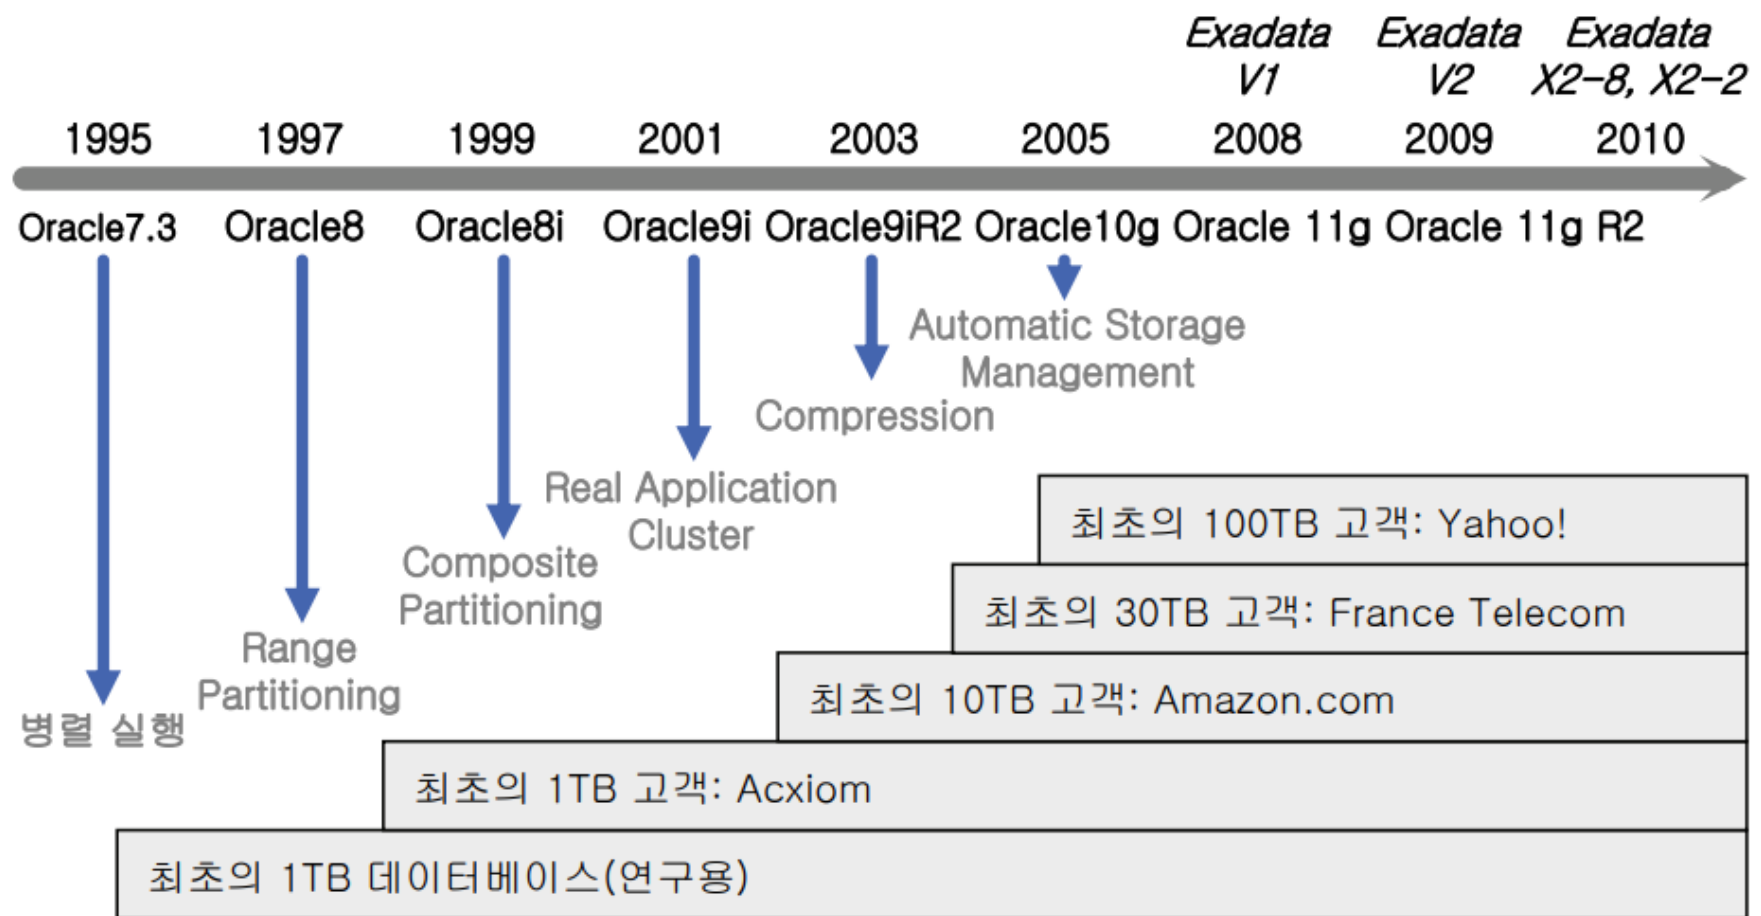 Exadata Exadata Exadata
V1 V2 X2-8, X2-2
1995 1997 1999 2001 2003 2005 2008 2009 2010
Oracle7.3 Oracle8 Oracle8i Oracle9i Oracle9iR2 Oracle10g Oracle 11g Oracle 11g R2
Automatic Storage
Management
Compression
Real Application
Cluster
Composite
Partitioning
Range
Partitioning
병렬 실행
최초의 100TB 고객: Yahoo!
최초의 30TB 고객: France Telecom
최초의 10TB 고객: Amazon.com
최초의 1TB 고객: Acxiom
최초의 1TB 데이터베이스(연구용)